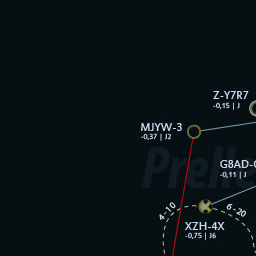 Z-Y7R7
-0,15 | J
MJYW-3
-0,37 | J2
G8AD-
-0,11 | J
4-10
6-20
XZH-4X
-0,75 | J6